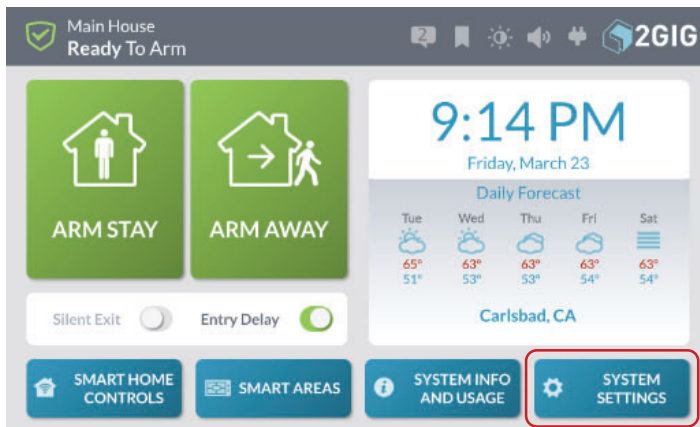 Main House
Ready To Arm
2
2GIG
ARM STAY
ARM AWAY
9:14 PM
Friday, March 23
Daily Forecast
Tue Wed Thu Fri Sat
65° 63° 63° 63° 63°
51° 53° 53° 54° 54°
Carlsbad, CA
Silent Exit
Entry Delay
SMART HOME
CONTROLS
SMART AREAS
SYSTEM INFO
AND USAGE
SYSTEM
SETTINGS